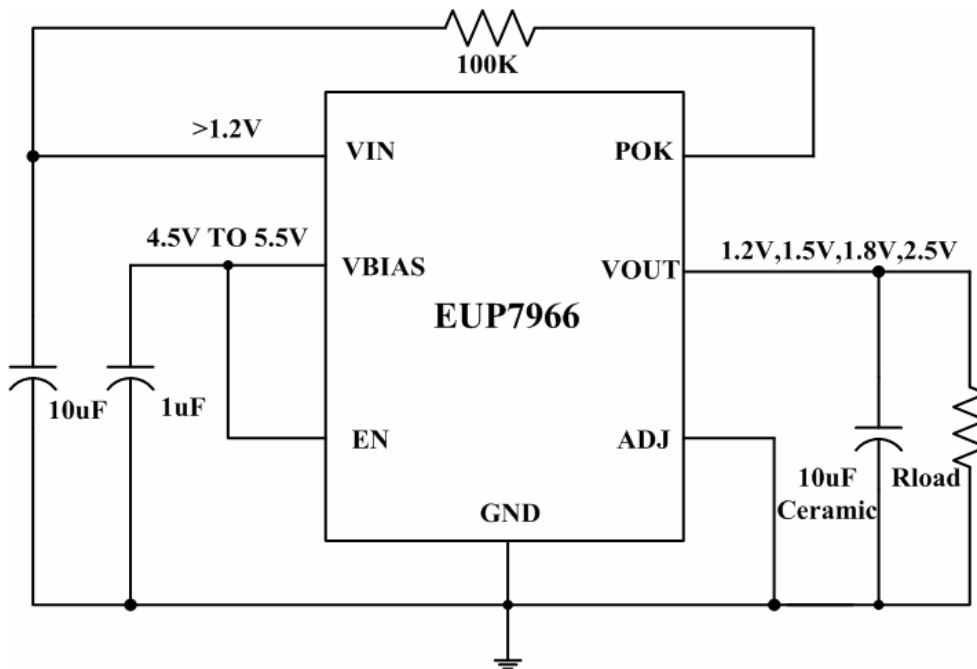 100K
>1.2V
VIN
POK
4.5V TO 5.5V
VBIAS
VOUT
1.2V,1.5V,1.8V,2.5V
EUP7966
10uF
1uF
EN
ADJ
10uF
Ceramic
Rload
GND